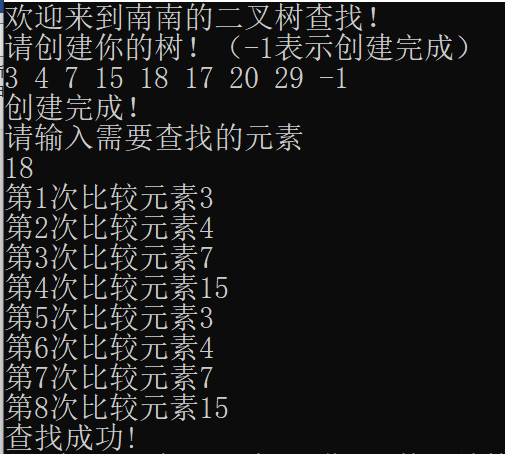 欢迎来到南南的二叉树查找！
请创建你的树！（-1表示创建完成）
3 4 7 15 18 17 20 29 -1
创建完成！
请输入需要查找的元素
18
第1次比较元素3
第2次比较元素4
第3次比较元素7
第4次比较元素15
第5次比较元素3
第6次比较元素4
第7次比较元素7
第8次比较元素15
查找成功!